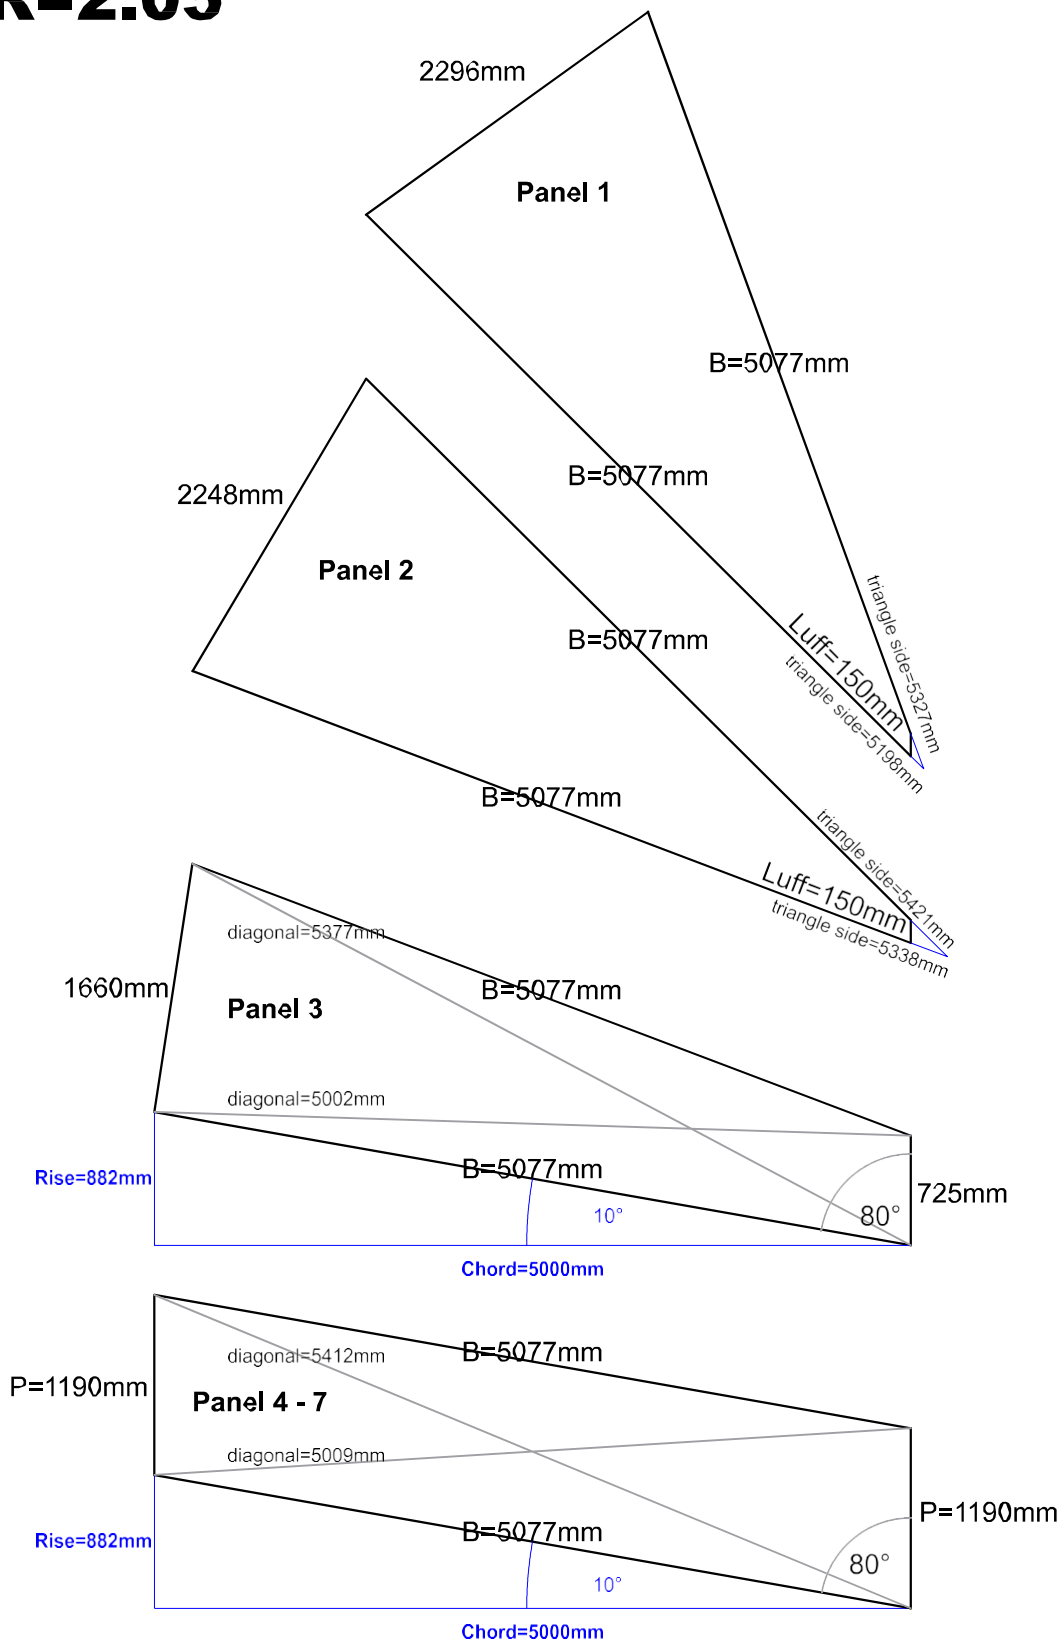 R=2.05
2296mm
Panel 1
B=5077mm
B=5077mm
triangle side=5327mm
Luff=150mm
triangle side=5198mm
2248mm
Panel 2
B=5077mm
B=5077mm
triangle side=5421mm
Luff=150mm
triangle side=5338mm
diagonal=5377mm
1660mm
B=5077mm
Panel 3
diagonal=5002mm
Rise=882mm
B=5077mm
725mm
80°
10°
Chord=5000mm
B=5077mm
diagonal=5412mm
P=1190mm
Panel 4 - 7
diagonal=5009mm
P=1190mm
Rise=882mm
B=5077mm
80°
10°
Chord=5000mm